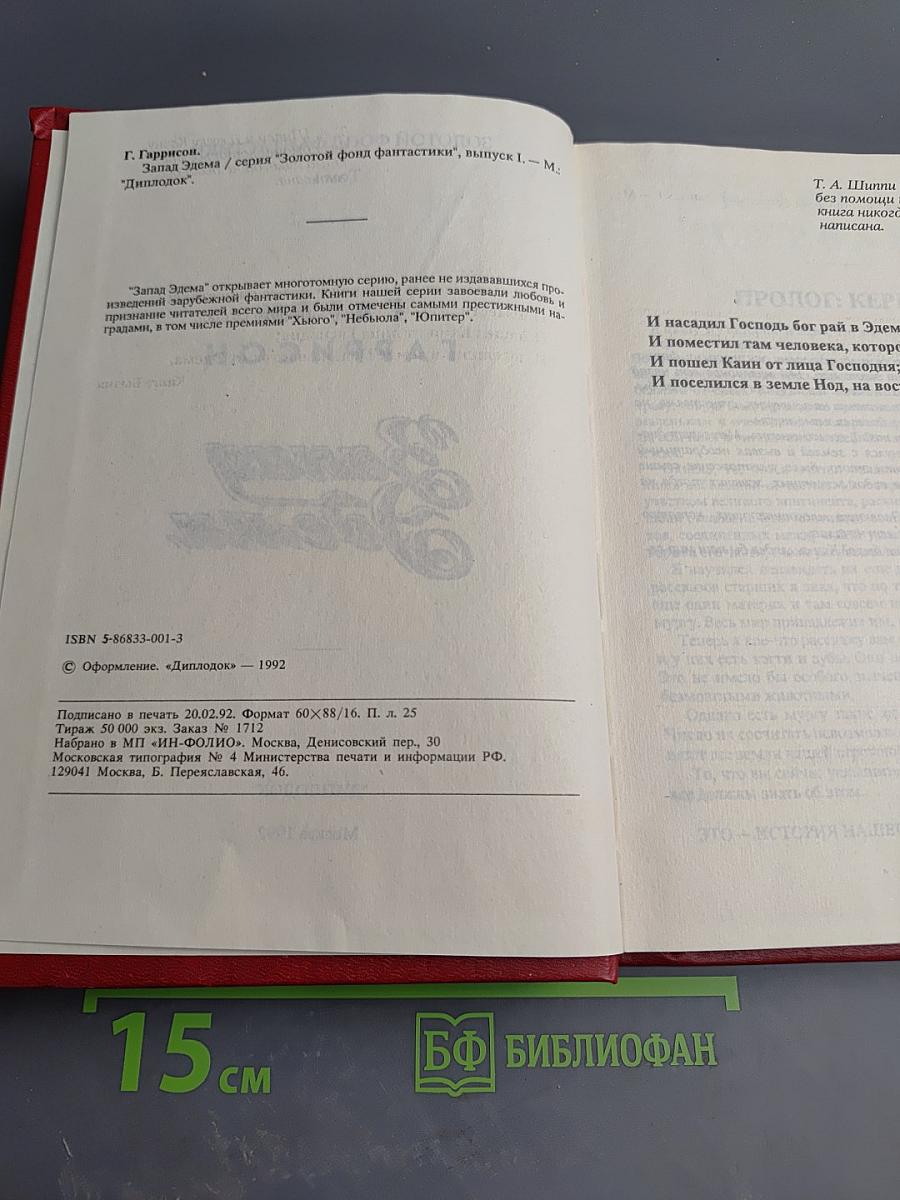 Г. Гаррисон.
Запад Эдема / серия "Золотой фонд фантастики", выпуск I. — М.:
"Диплодок".
"Запад Эдема" открывает многотомную серию, ранее не издававшихся про-
изведений зарубежной фантастики. Книги нашей серии завоевали любовь и
признание читателей всего мира и были отмечены самыми престижными на-
градами, в том числе премиями "Хьюго", "Небьюла", "Юпитер".
ISBN 5-86833-001-3
© Оформление. «Диплодок» — 1992
Подписано в печать 20.02.92. Формат 60×88/16. П. л. 25
Тираж 50 000 экз. Заказ № 1712
Набрано в МП «ИН-ФОЛИО». Москва, Денисовский пер., 30
Московская типография № 4 Министерства печати и информации РФ.
129041 Москва, Б. Переяславская, 46.
Т. А. Шиппи
без помощи
книга никогд
написана.
И насадил Господь бог рай в Эдем
И поместил там человека, которо
И пошел Каин от лица Господня;
И поселился в земле Нод, на вост
15 см
БФ БИБЛИОФАН